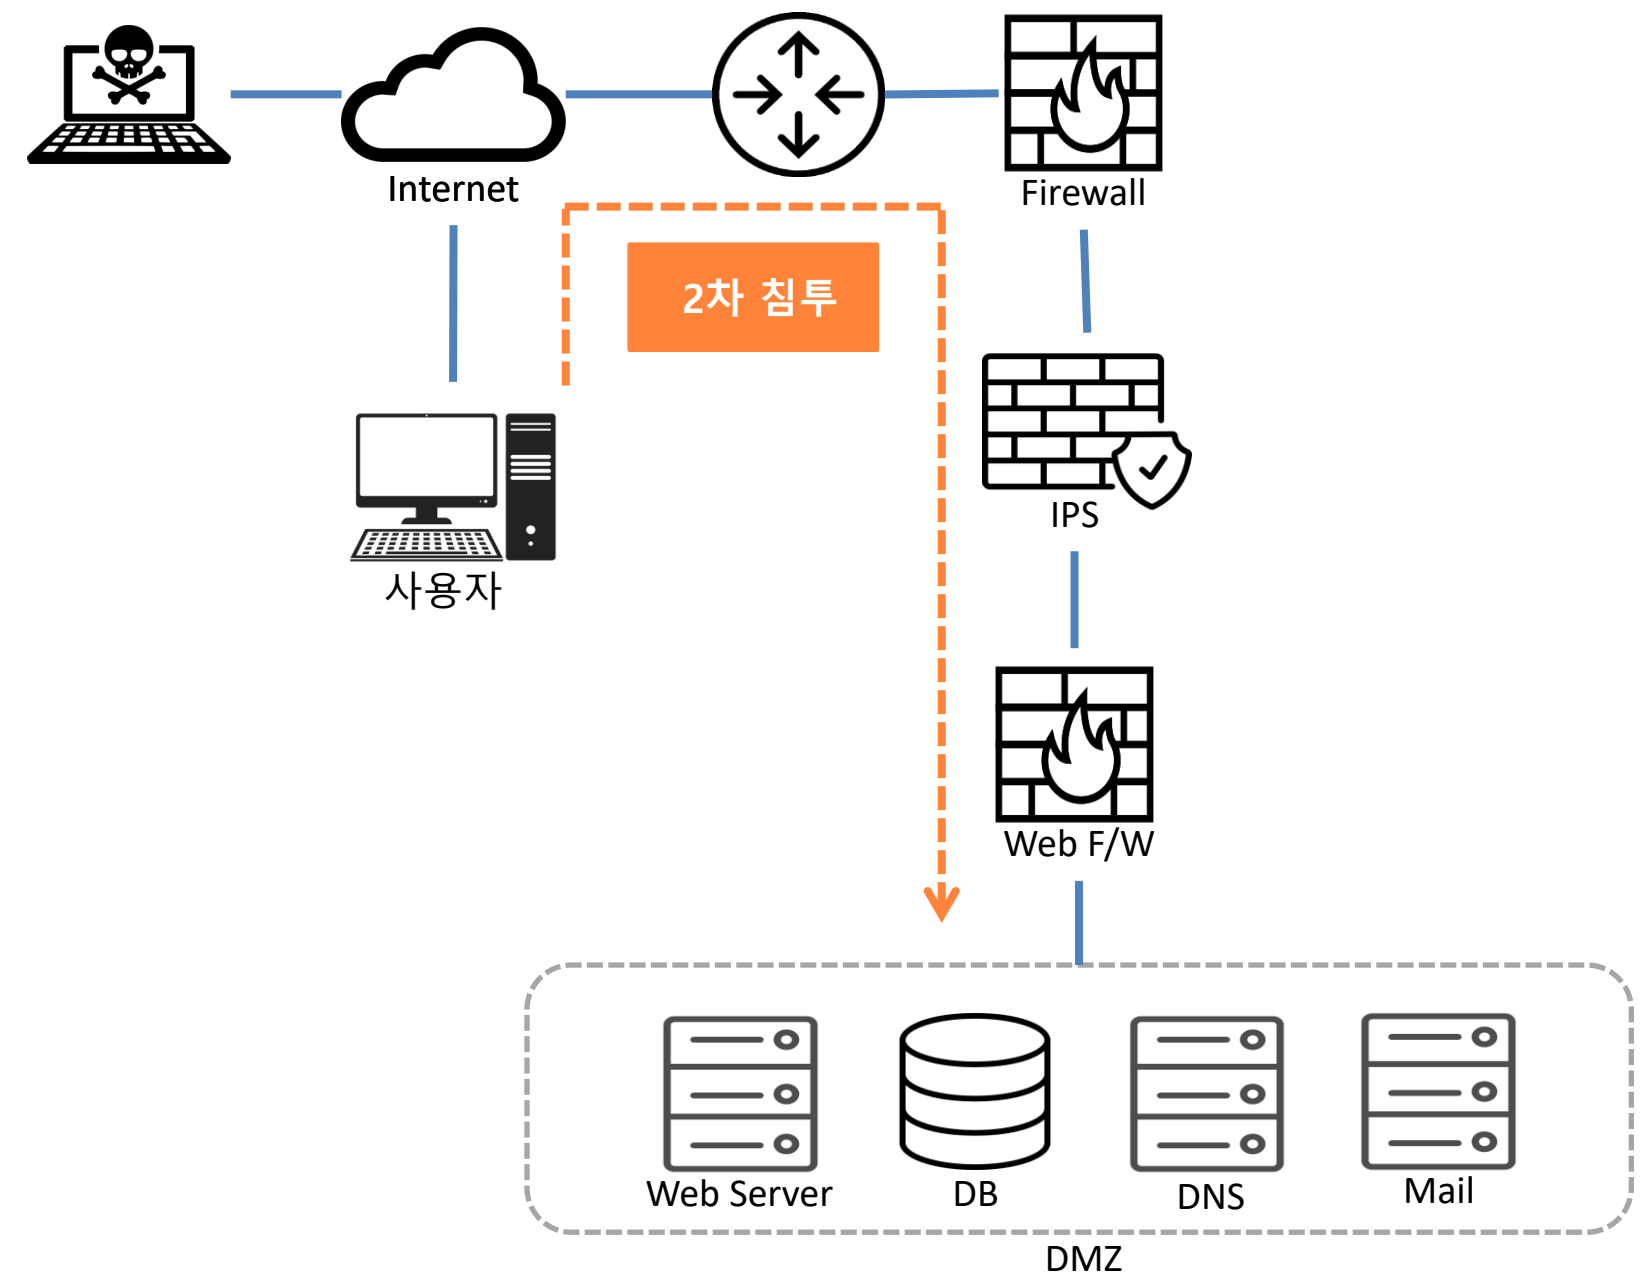 Internet
Firewall
2차 침투
IPS
사용자
Web F/W
Web Server
DB
DNS
Mail
DMZ